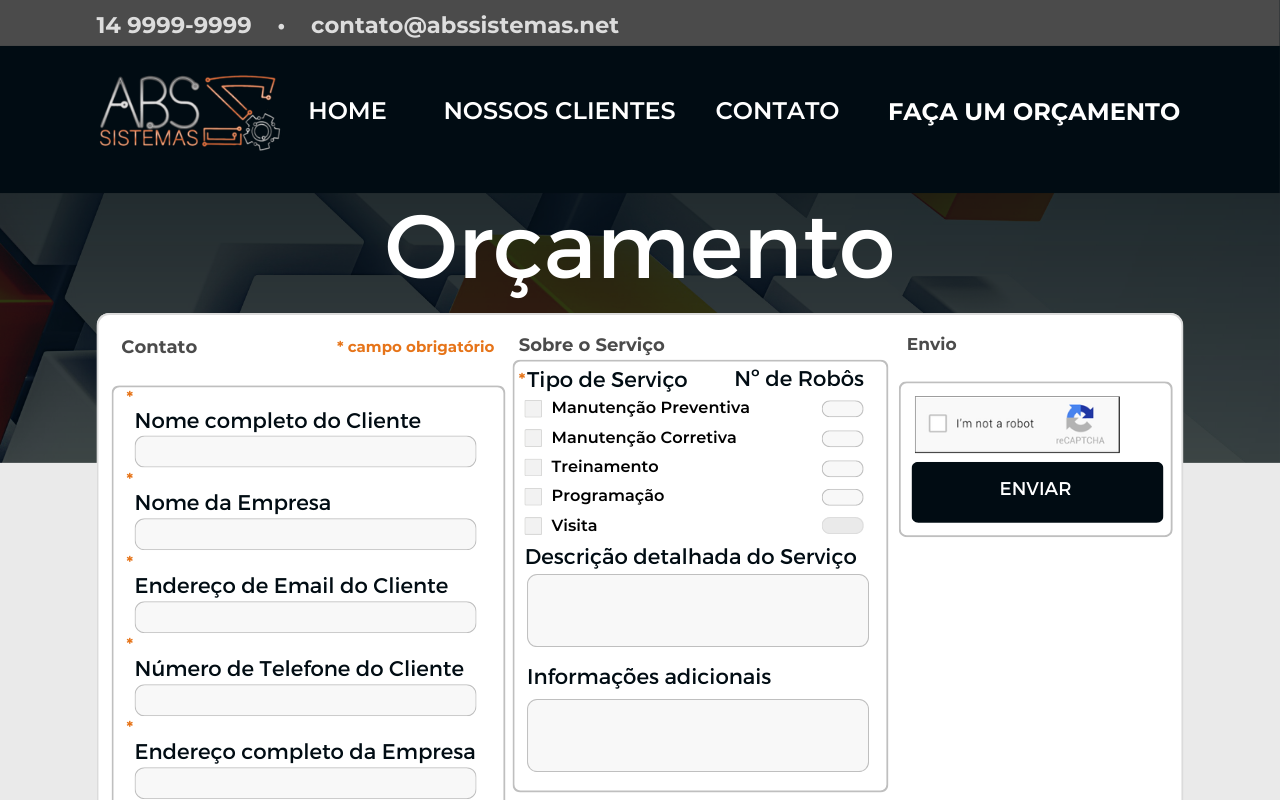 14 9999-9999 • contato@abssistemas.net
ABS
SISTEMAS
HOME NOSSOS CLIENTES CONTATO FAÇA UM ORÇAMENTO
Orçamento
Contato * campo obrigatório
*
Nome completo do Cliente
*
Nome da Empresa
*
Endereço de Email do Cliente
*
Número de Telefone do Cliente
*
Endereço completo da Empresa
Sobre o Serviço
*Tipo de Serviço Nº de Robôs
Manutenção Preventiva
Manutenção Corretiva
Treinamento
Programação
Visita
Descrição detalhada do Serviço
Informações adicionais
Envio
I'm not a robot
reCAPTCHA
ENVIAR